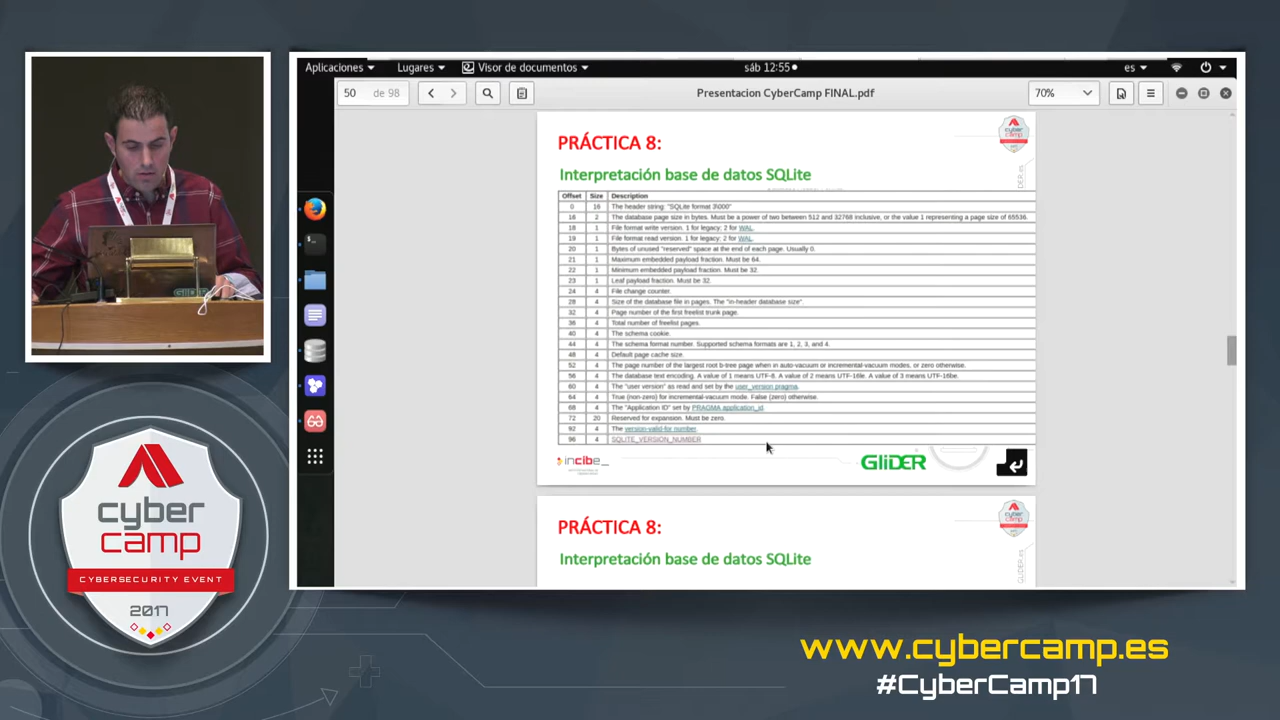 Aplicaciones
Lugares
Visor de documentos
sáb 12:55
es
50 de 98
Presentacion CyberCamp FINAL.pdf
70%
PRÁCTICA 8:
cyber
camp
Interpretación base de datos SQLite
Offset Size Description
0 16 The header string: "SQLite format 3\000"
16 2 The database page size in bytes. Must be a power of two between 512 and 32768 inclusive, or the value 1 representing a page size of 65536.
18 1 File format write version. 1 for legacy; 2 for WAL.
19 1 File format read version. 1 for legacy; 2 for WAL.
20 1 Bytes of unused "reserved" space at the end of each page. Usually 0.
21 1 Maximum embedded payload fraction. Must be 64.
22 1 Minimum embedded payload fraction. Must be 32.
23 1 Leaf payload fraction. Must be 32.
24 4 File change counter.
28 4 Size of the database file in pages. The "in-header database size".
32 4 Page number of the first freelist trunk page.
36 4 Total number of freelist pages.
40 4 The schema cookie.
44 4 The schema format number. Supported schema formats are 1, 2, 3, and 4.
48 4 Default page cache size.
52 4 The page number of the largest root b-tree page when in auto-vacuum or incremental-vacuum modes, or zero otherwise.
56 4 The database text encoding. A value of 1 means UTF-8. A value of 2 means UTF-16le. A value of 3 means UTF-16be.
60 4 The "user version" as read and set by the user_version pragma.
64 4 True (non-zero) for incremental-vacuum mode. False (zero) otherwise.
68 4 The "Application ID" set by PRAGMA application_id.
72 20 Reserved for expansion. Must be zero.
92 4 The version-valid-for number.
96 4 SQLITE_VERSION_NUMBER
incibe_
GLIDER
PRÁCTICA 8:
cyber
camp
Interpretación base de datos SQLite
GLIDER.es
cyber
camp
CYBERSECURITY EVENT
2017
www.cybercamp.es
#CyberCamp17